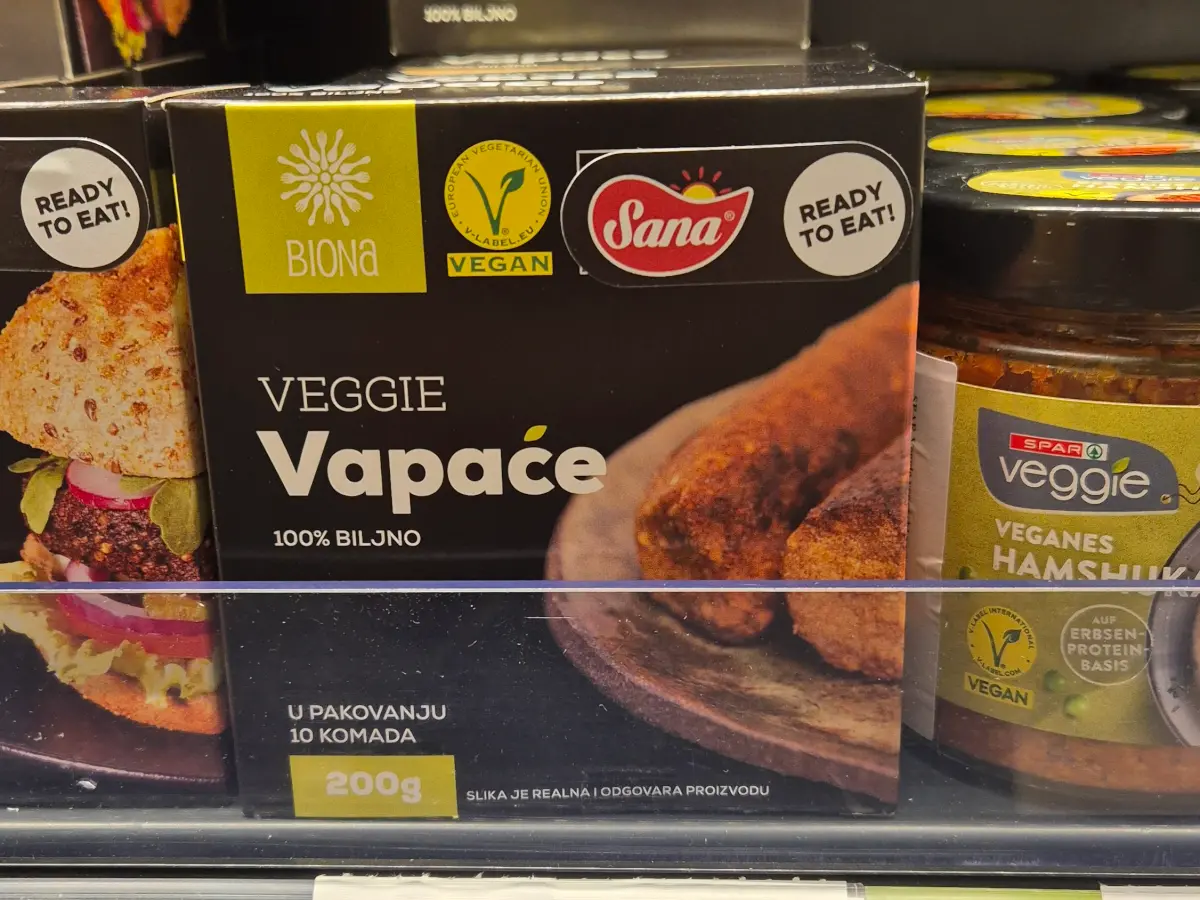 100% BILJNO
READY
TO EAT!
BIONA
EUROPEAN VEGETARIAN UNION
V-LABEL.EU
VEGAN
Sana
READY
TO EAT!
VEGGIE
Vapaće
100% BILJNO
U PAKOVANJU
10 KOMADA
200g
SLIKA JE REALNA I ODGOVARA PROIZVODU
SPAR
veggie
VEGANES
HAMSHUKA
V-LABEL INTERNATIONAL
V-LABEL.COM
VEGAN
AUF
ERBSEN-
PROTEIN-
BASIS